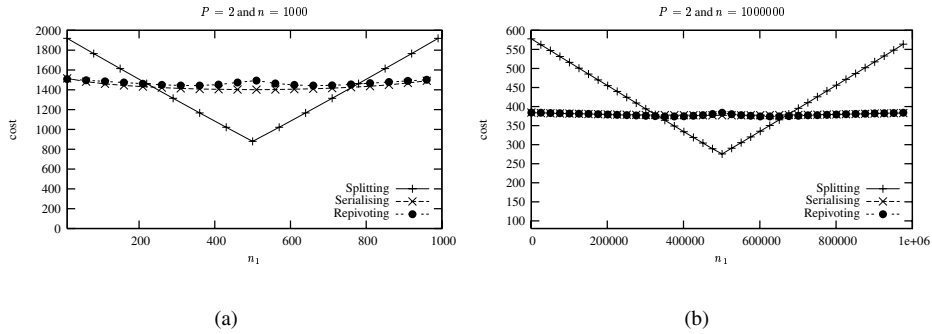 P = 2 and n = 1000
2000
1800
1600
1400
1200
1000
800
600
400
200
0
cost
Splitting
Serialising
Repivoting
200
400
600
800
1000
n1
(a)
P = 2 and n = 1000000
600
550
500
450
400
350
300
250
200
150
100
cost
Splitting
Serialising
Repivoting
0
200000
400000
600000
800000
1e+06
n1
(b)